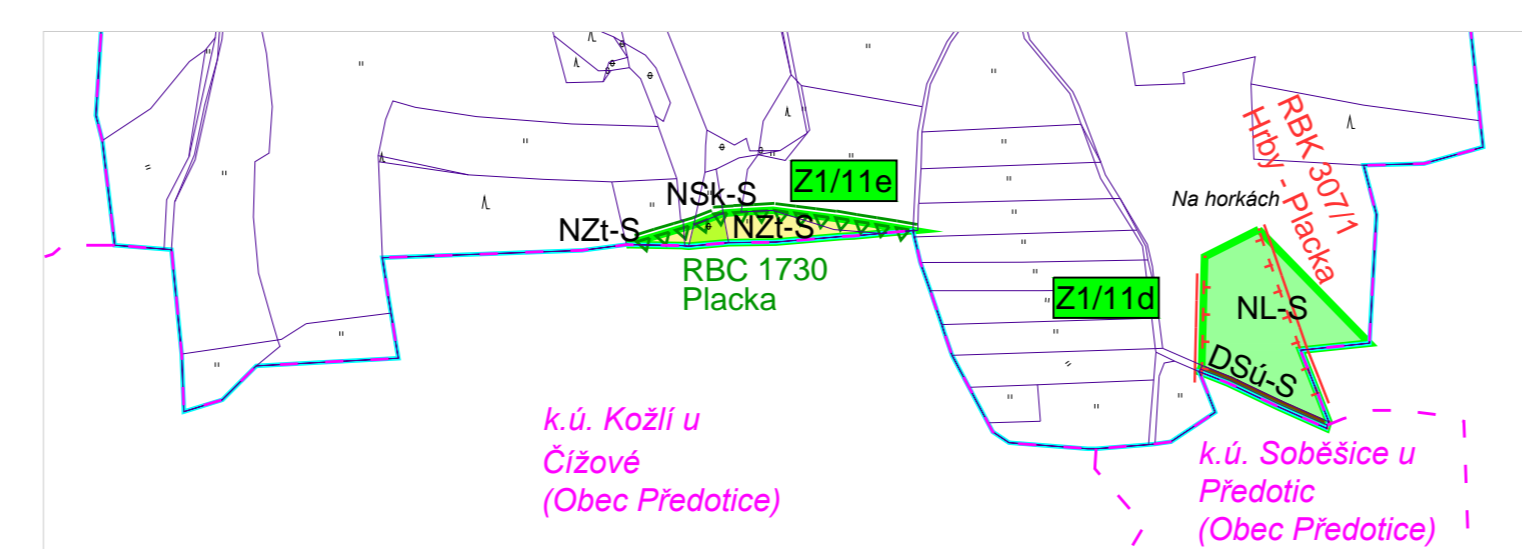 Z1/11e
NSk-S
NZt-S
NZt-S
RBC 1730
Placka
RBK 307/1
Hrby - Placka
Na horkách
Z1/11d
NL-S
DSú-S
k.ú. Kožlí u
Čížové
(Obec Předotice)
k.ú. Soběšice u
Předotic
(Obec Předotice)